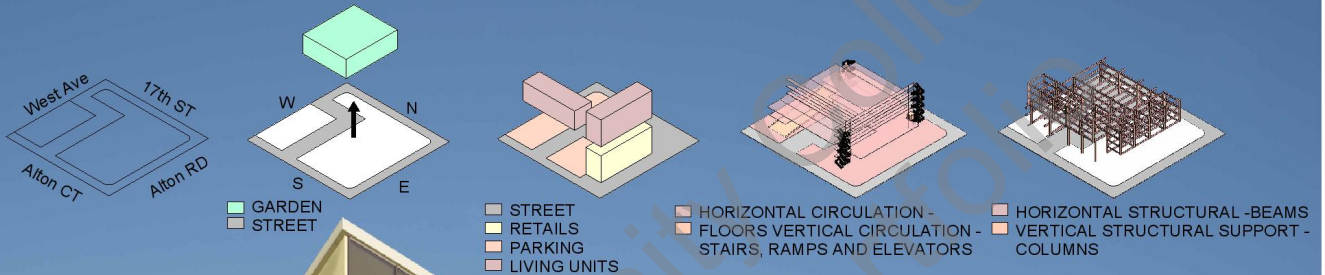 West Ave
17th ST
Alton CT
Alton RD
W
N
S
E
GARDEN
STREET
STREET
RETAILS
PARKING
LIVING UNITS
HORIZONTAL CIRCULATION -
FLOORS VERTICAL CIRCULATION -
STAIRS, RAMPS AND ELEVATORS
HORIZONTAL STRUCTURAL -BEAMS
VERTICAL STRUCTURAL SUPPORT -
COLUMNS